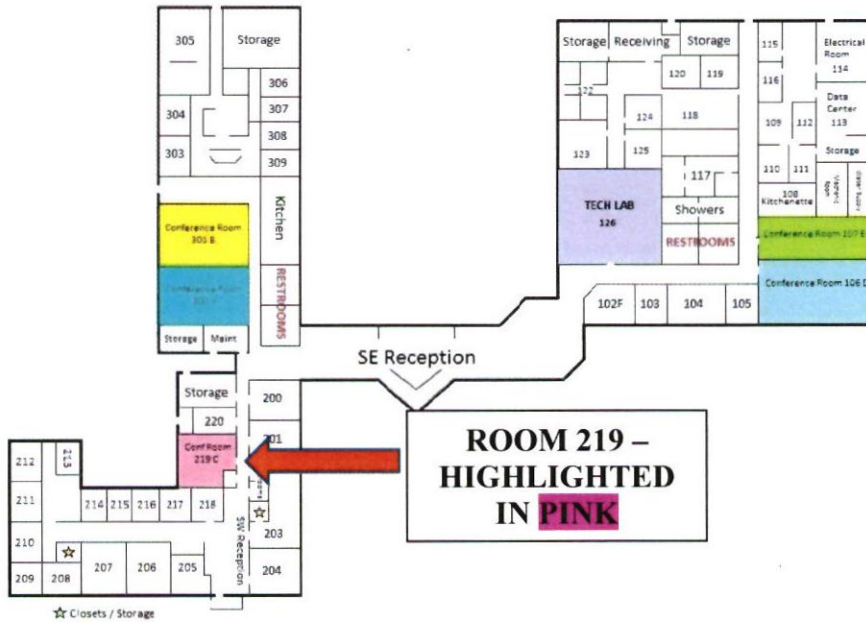 305
Storage
306
307
304
308
303
309
Kitchen
Conference Room
RESTROOMS
Storage
Maint
Storage
Receiving
Storage
122
120
119
124
118
123
125
117
TECH LAB
126
Showers
RESTROOMS
115
Electrical
Room
114
116
Data
Center
113
109
112
Storage
110
111
108
Kitchenette
Conference Room 107 E
Conference Room 106 D
102F
103
104
105
SE Reception
Storage
200
220
201
Conf Room
219 C
ROOM 219 –
HIGHLIGHTED
IN PINK
212
213
211
214
215
216
217
218
210
203
SW Reception
209
208
207
206
205
204
☆ Closets / Storage